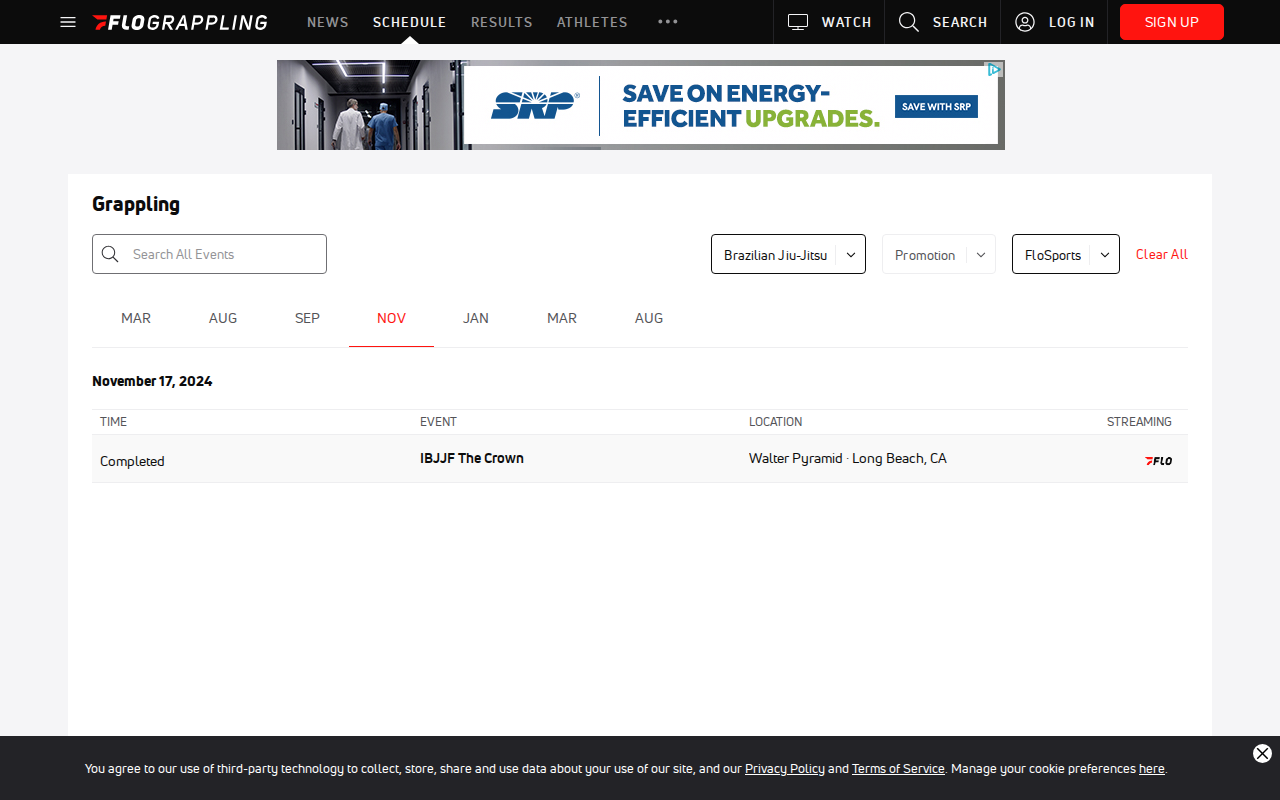 FLOGRAPPLING NEWS SCHEDULE RESULTS ATHLETES WATCH SEARCH LOG IN SIGN UP
SRP
SAVE ON ENERGY-
EFFICIENT UPGRADES.
SAVE WITH SRP
Grappling
Search All Events
Brazilian Jiu-Jitsu Promotion FloSports Clear All
MAR AUG SEP NOV JAN MAR AUG
November 17, 2024
TIME EVENT LOCATION STREAMING
Completed IBJJF The Crown Walter Pyramid · Long Beach, CA FLO
You agree to our use of third-party technology to collect, store, share and use data about your use of our site, and our Privacy Policy and Terms of Service. Manage your cookie preferences here.